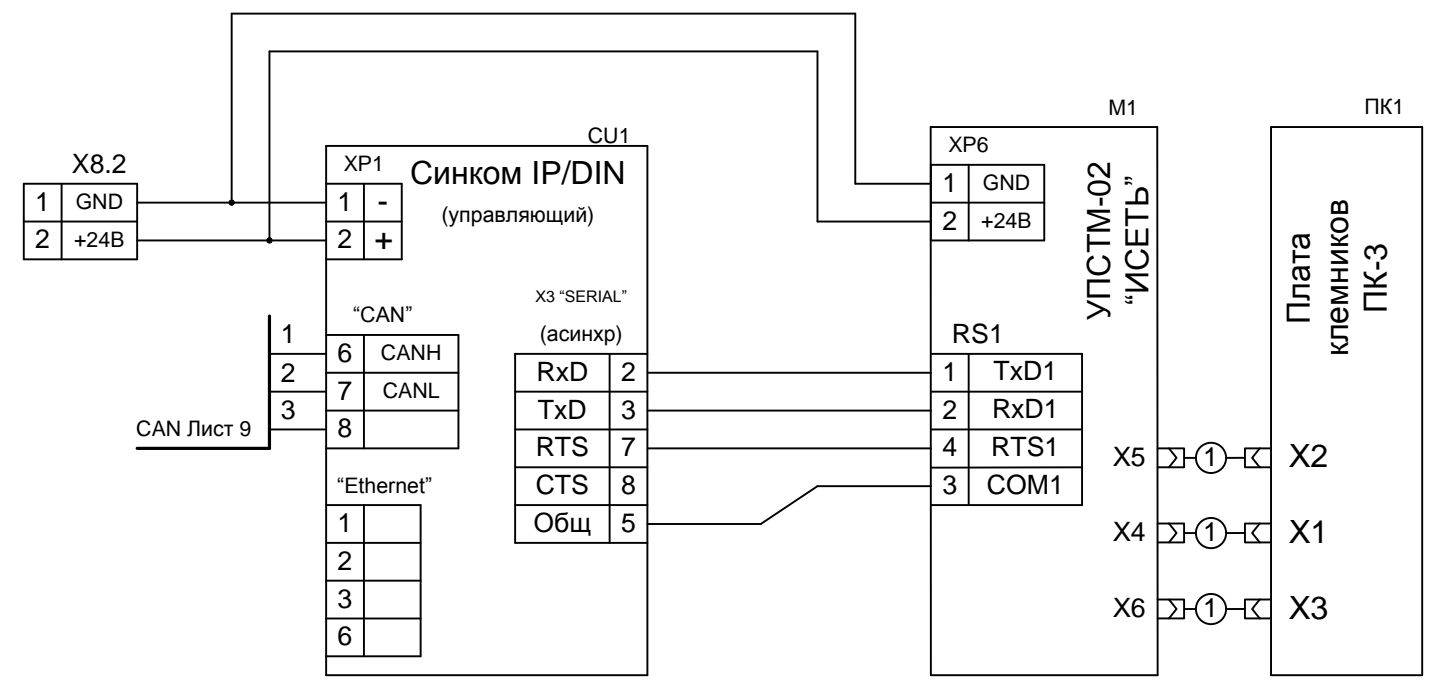 X8.2
1 GND
2 +24В
CU1
XP1
1 -
2 +
Синком IP/DIN
(управляющий)
“CAN”
1
2
3
6 CANH
7 CANL
8
CAN Лист 9
“Ethernet”
1
2
3
6
X3 “SERIAL”
(асинхр)
RxD 2
TxD 3
RTS 7
CTS 8
Общ 5
М1
XP6
1 GND
2 +24В
УПСТМ-02
“ИСЕТЬ”
RS1
1 TxD1
2 RxD1
4 RTS1
3 COM1
X5 1 X2
X4 1 X1
X6 1 X3
ПК1
Плата
клемников
ПК-3